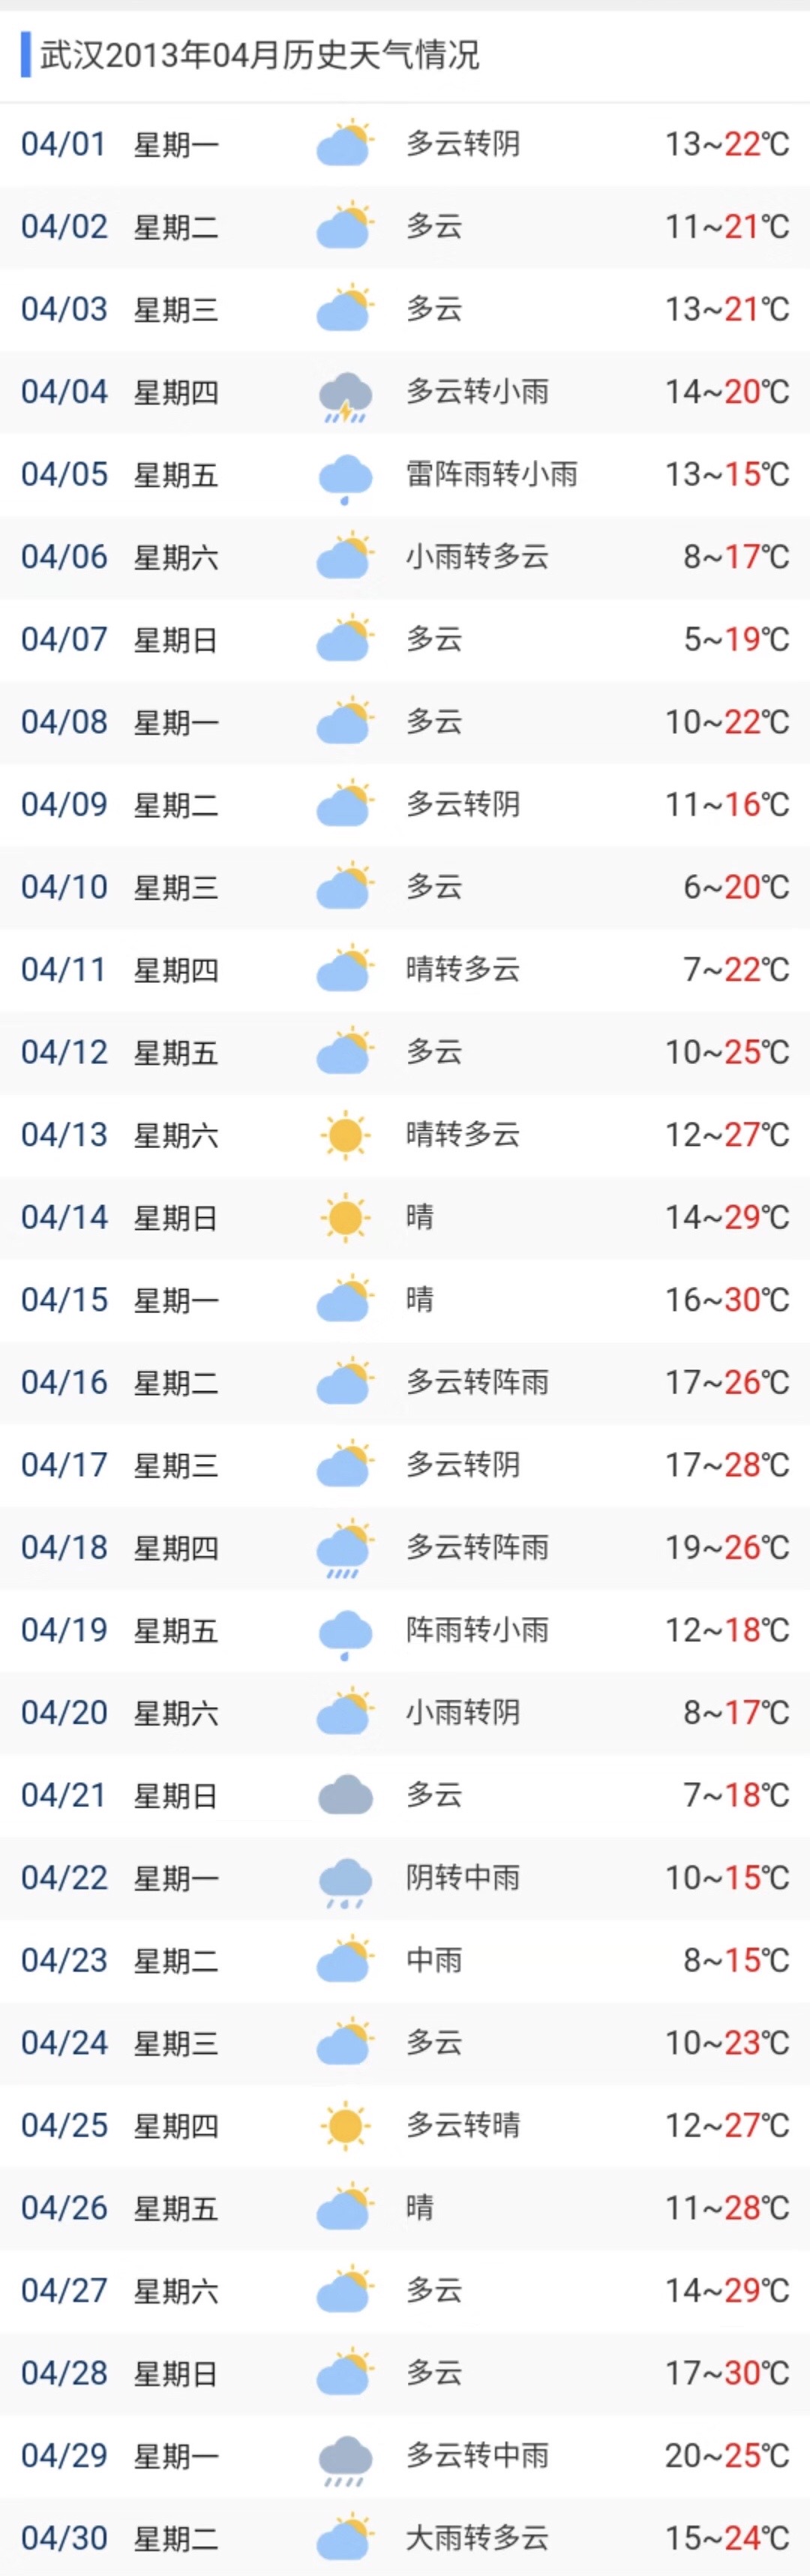 武汉2013年04月历史天气情况
04/01 星期一 多云转阴 13~22℃
04/02 星期二 多云 11~21℃
04/03 星期三 多云 13~21℃
04/04 星期四 多云转小雨 14~20℃
04/05 星期五 雷阵雨转小雨 13~15℃
04/06 星期六 小雨转多云 8~17℃
04/07 星期日 多云 5~19℃
04/08 星期一 多云 10~22℃
04/09 星期二 多云转阴 11~16℃
04/10 星期三 多云 6~20℃
04/11 星期四 晴转多云 7~22℃
04/12 星期五 多云 10~25℃
04/13 星期六 晴转多云 12~27℃
04/14 星期日 晴 14~29℃
04/15 星期一 晴 16~30℃
04/16 星期二 多云转阵雨 17~26℃
04/17 星期三 多云转阴 17~28℃
04/18 星期四 多云转阵雨 19~26℃
04/19 星期五 阵雨转小雨 12~18℃
04/20 星期六 小雨转阴 8~17℃
04/21 星期日 多云 7~18℃
04/22 星期一 阴转中雨 10~15℃
04/23 星期二 中雨 8~15℃
04/24 星期三 多云 10~23℃
04/25 星期四 多云转晴 12~27℃
04/26 星期五 晴 11~28℃
04/27 星期六 多云 14~29℃
04/28 星期日 多云 17~30℃
04/29 星期一 多云转中雨 20~25℃
04/30 星期二 大雨转多云 15~24℃